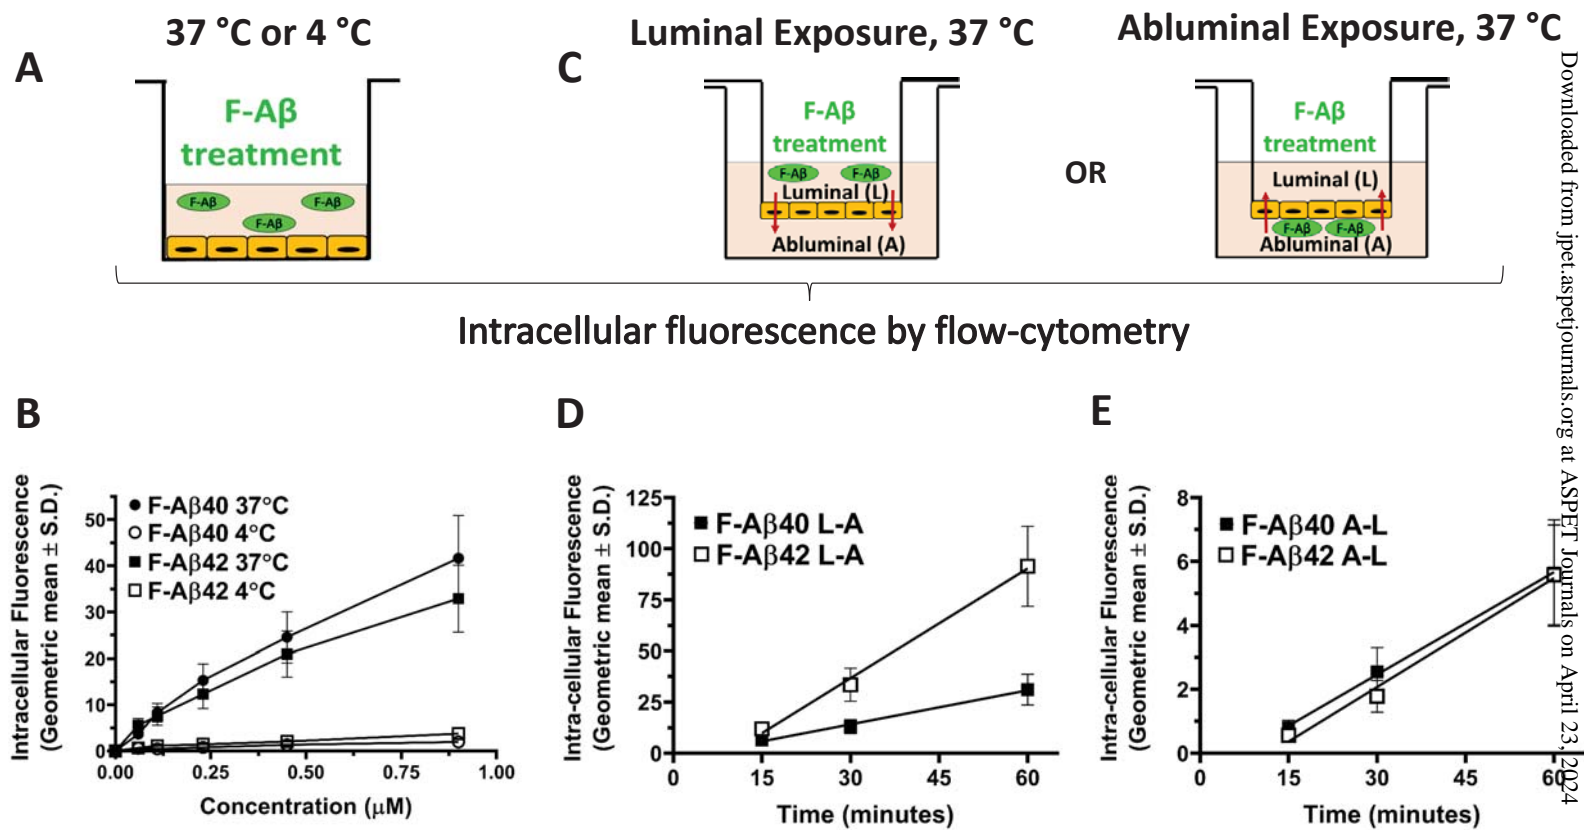 37 °C or 4 °C
Luminal Exposure, 37 °C
Abluminal Exposure, 37 °C
A
F-Aβ
treatment
F-Aβ
F-Aβ
F-Aβ
C
F-Aβ
treatment
F-Aβ
F-Aβ
Luminal (L)
Abluminal (A)
OR
F-Aβ
treatment
Luminal (L)
F-Aβ
F-Aβ
Abluminal (A)
Intracellular fluorescence by flow-cytometry
B
Intracellular Fluorescence
(Geometric mean ± S.D.)
F-Aβ40 37°C
F-Aβ40 4°C
F-Aβ42 37°C
F-Aβ42 4°C
50
40
30
20
10
0
0.00 0.25 0.50 0.75 1.00
Concentration (μM)
D
Intra-cellular Fluorescence
(Geometric mean ± S.D.)
F-Aβ40 L-A
F-Aβ42 L-A
125
100
75
50
25
0
0 15 30 45 60
Time (minutes)
E
Intra-cellular Fluorescence
(Geometric mean ± S.D.)
F-Aβ40 A-L
F-Aβ42 A-L
8
6
4
2
0
0 15 30 45 60
Time (minutes)
Downloaded from jpet.aspetjournals.org at ASPET Journals on April 23, 2024